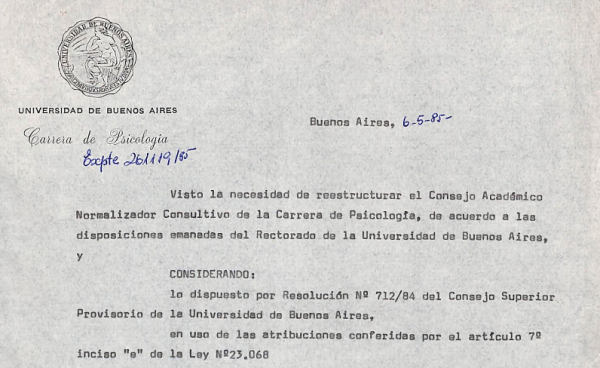 UNIVERSIDAD DE BUENOS AIRES
UNIVERSIDAD DE BUENOS AIRES
Carrera de Psicología
Expte 261119/85
Buenos Aires, 6-5-85-
Visto la necesidad de reestructurar el Consejo Académico
Normalizador Consultivo de la Carrera de Psicología, de acuerdo a las
disposiciones emanadas del Rectorado de la Universidad de Buenos Aires,
y
CONSIDERANDO:
lo dispuesto por Resolución Nº 712/84 del Consejo Superior
Provisorio de la Universidad de Buenos Aires,
en uso de las atribuciones conferidas por el artículo 7º
inciso "e" de la Ley Nº23.068